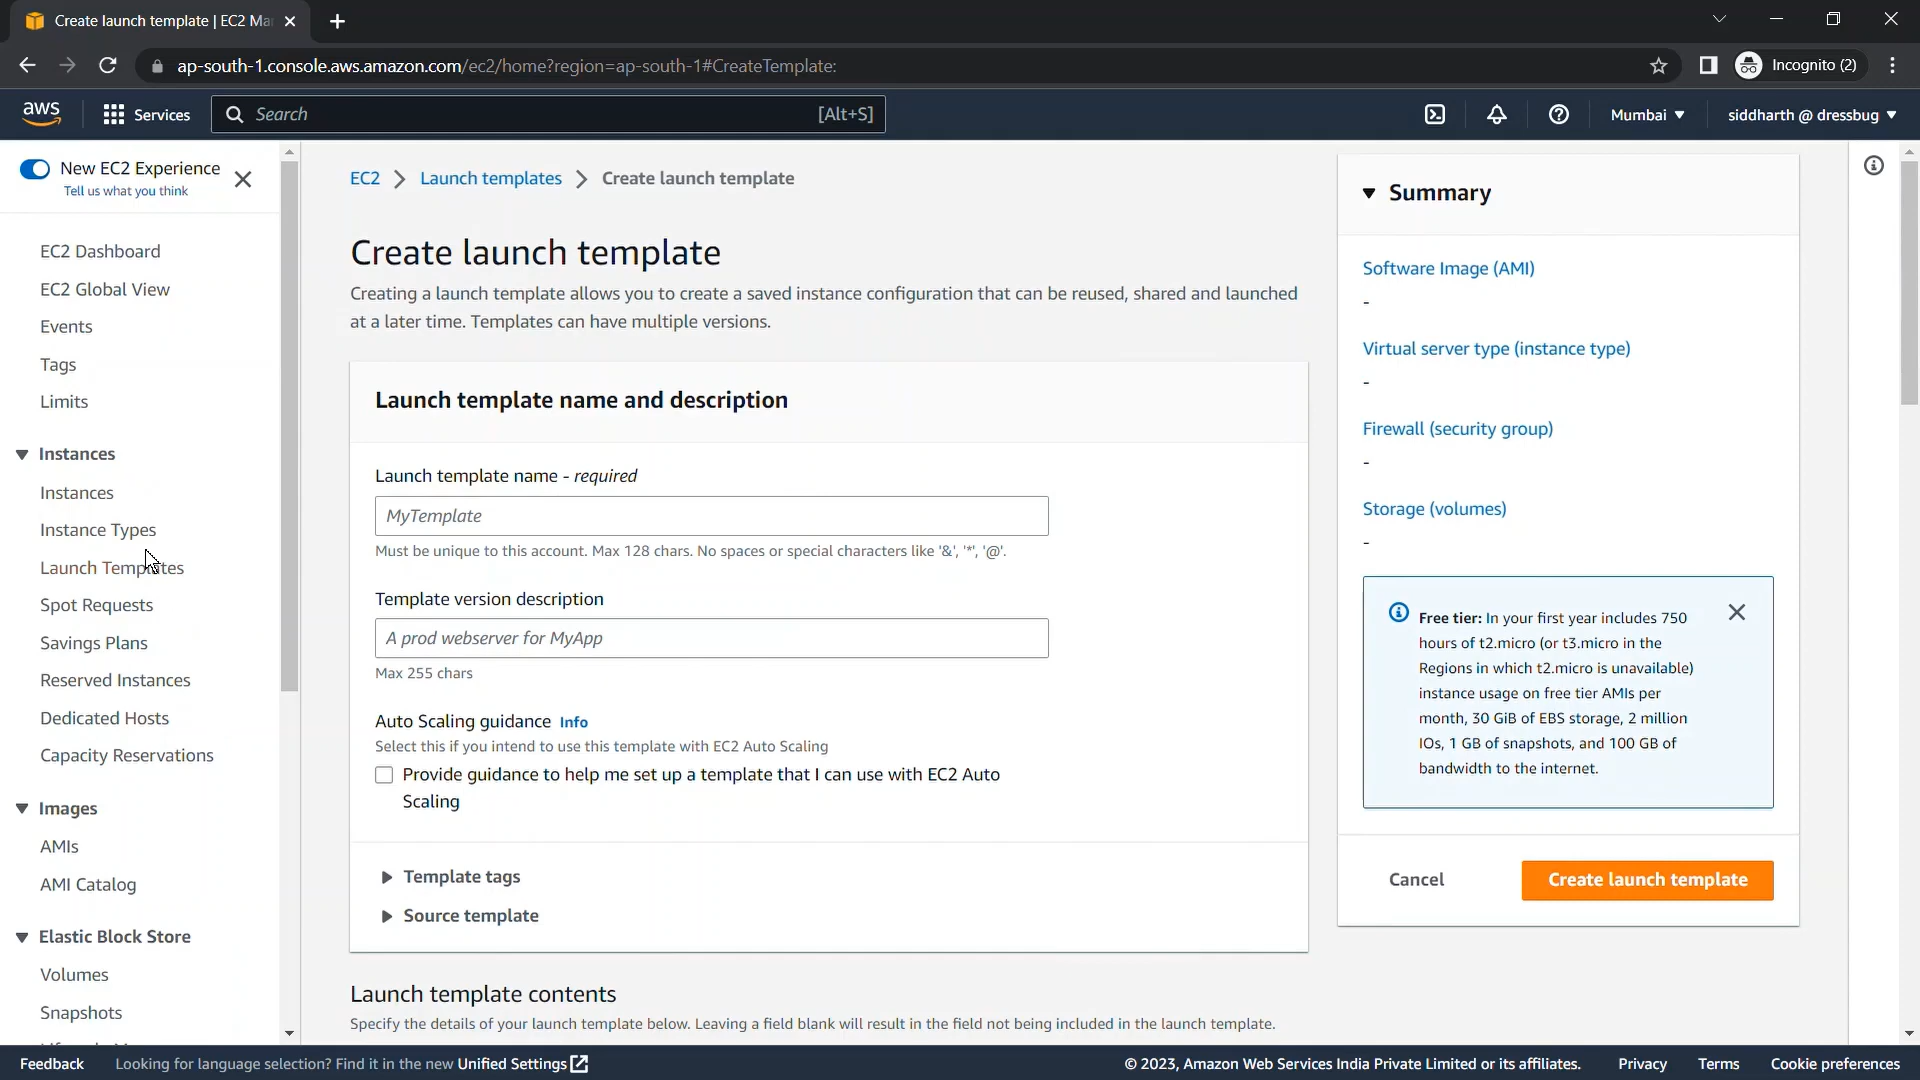 Create launch template | EC2 Ma
ap-south-1.console.aws.amazon.com/ec2/home?region=ap-south-1#CreateTemplate:
Incognito (2)
aws
Services
Search
[Alt+S]
Mumbai
siddharth @ dressbug
New EC2 Experience
Tell us what you think
EC2 Dashboard
EC2 Global View
Events
Tags
Limits
Instances
Instances
Instance Types
Launch Templates
Spot Requests
Savings Plans
Reserved Instances
Dedicated Hosts
Capacity Reservations
Images
AMIs
AMI Catalog
Elastic Block Store
Volumes
Snapshots
EC2 > Launch templates > Create launch template
Create launch template
Creating a launch template allows you to create a saved instance configuration that can be reused, shared and launched
at a later time. Templates can have multiple versions.
Launch template name and description
Launch template name - required
MyTemplate
Must be unique to this account. Max 128 chars. No spaces or special characters like '&', '*', '@'.
Template version description
A prod webserver for MyApp
Max 255 chars
Auto Scaling guidance Info
Select this if you intend to use this template with EC2 Auto Scaling
Provide guidance to help me set up a template that I can use with EC2 Auto
Scaling
Template tags
Source template
Launch template contents
Specify the details of your launch template below. Leaving a field blank will result in the field not being included in the launch template.
Summary
Software Image (AMI)
-
Virtual server type (instance type)
-
Firewall (security group)
-
Storage (volumes)
-
Free tier: In your first year includes 750
hours of t2.micro (or t3.micro in the
Regions in which t2.micro is unavailable)
instance usage on free tier AMIs per
month, 30 GiB of EBS storage, 2 million
IOs, 1 GB of snapshots, and 100 GB of
bandwidth to the internet.
Cancel
Create launch template
Feedback
Looking for language selection? Find it in the new Unified Settings
© 2023, Amazon Web Services India Private Limited or its affiliates.
Privacy
Terms
Cookie preferences